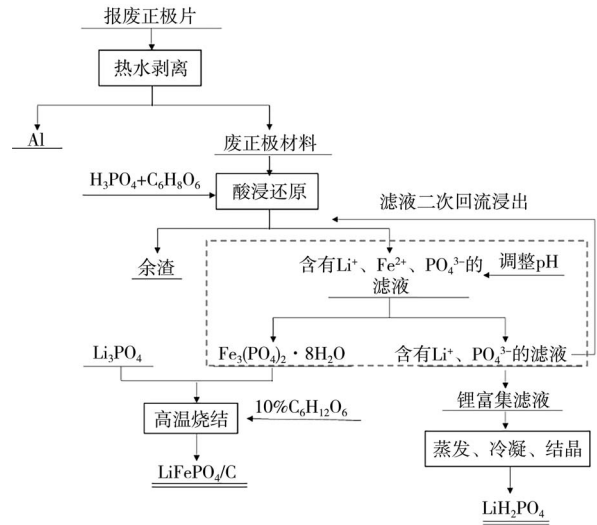 报废正极片
热水剥离
Al
废正极材料
H₃PO₄+C₆H₈O₆
酸浸还原
滤液二次回流浸出
余渣
含有Li⁺、Fe²⁺、PO₄³⁻的
滤液
调整pH
Li₃PO₄
Fe₃(PO₄)₂·8H₂O
含有Li⁺、PO₄³⁻的滤液
高温烧结
10%C₆H₁₂O₆
锂富集滤液
蒸发、冷凝、结晶
LiFePO₄/C
LiH₂PO₄